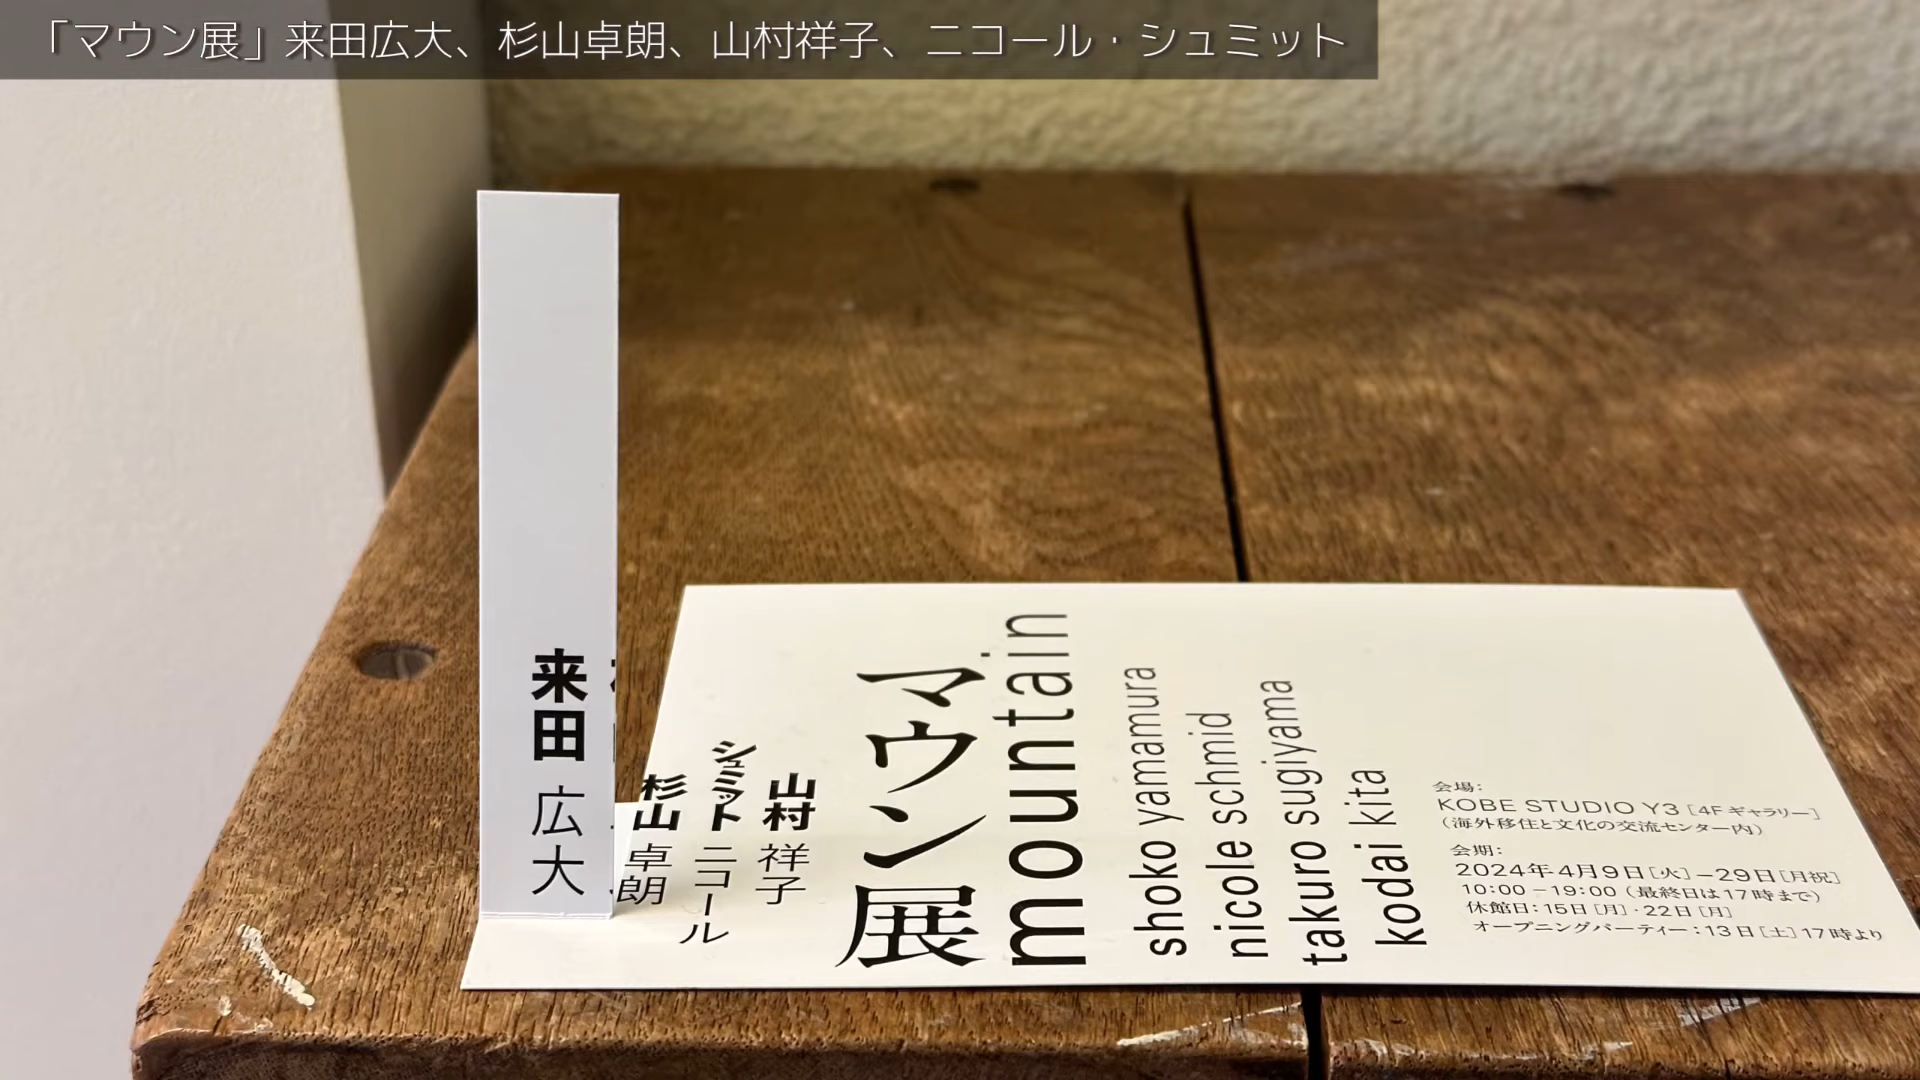 「マウン展」来田広大、杉山卓朗、山村祥子、ニコール・シュミット
来田 広大
杉山 卓朗
シュミット ニコール
山村 祥子
マウン展
mountain
shoko yamamura
nicole schmid
takuro sugiyama
kodai kita
会場:
KOBE STUDIO Y3［4F ギャラリー］
（海外移住と文化の交流センター内）
会期:
2024年4月9日［火］–29日［月祝］
10:00 –19:00（最終日は17時まで）
休館日:15日［月］·22日［月］
オープニングパーティー:13日［土］17時より